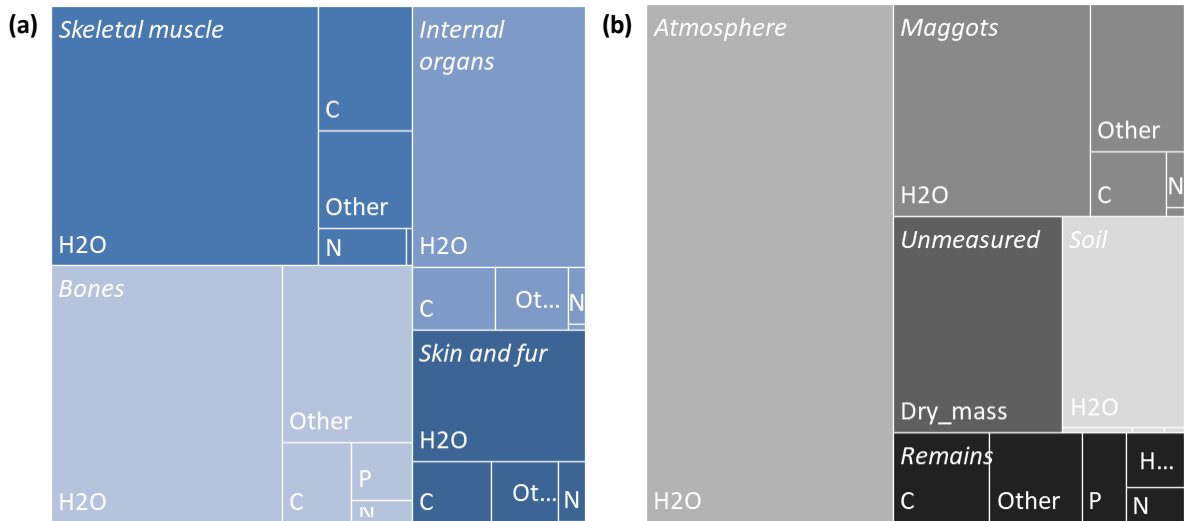 (a)
Skeletal muscle
C
Other
N
H2O
Internal
organs
H2O
C
Ot...
N
Bones
Other
H2O
C
P
N
Skin and fur
H2O
C
Ot...
N
(b)
Atmosphere
H2O
Maggots
Other
H2O
C
N
Unmeasured
Dry_mass
Soil
H2O
Remains
C
Other
P
H...
N